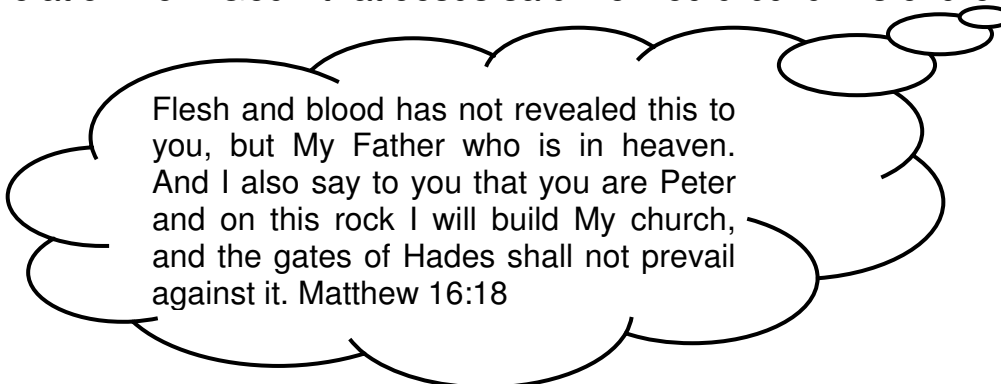 Flesh and blood has not revealed this to
you, but My Father who is in heaven.
And I also say to you that you are Peter
and on this rock I will build My church,
and the gates of Hades shall not prevail
against it. Matthew 16:18